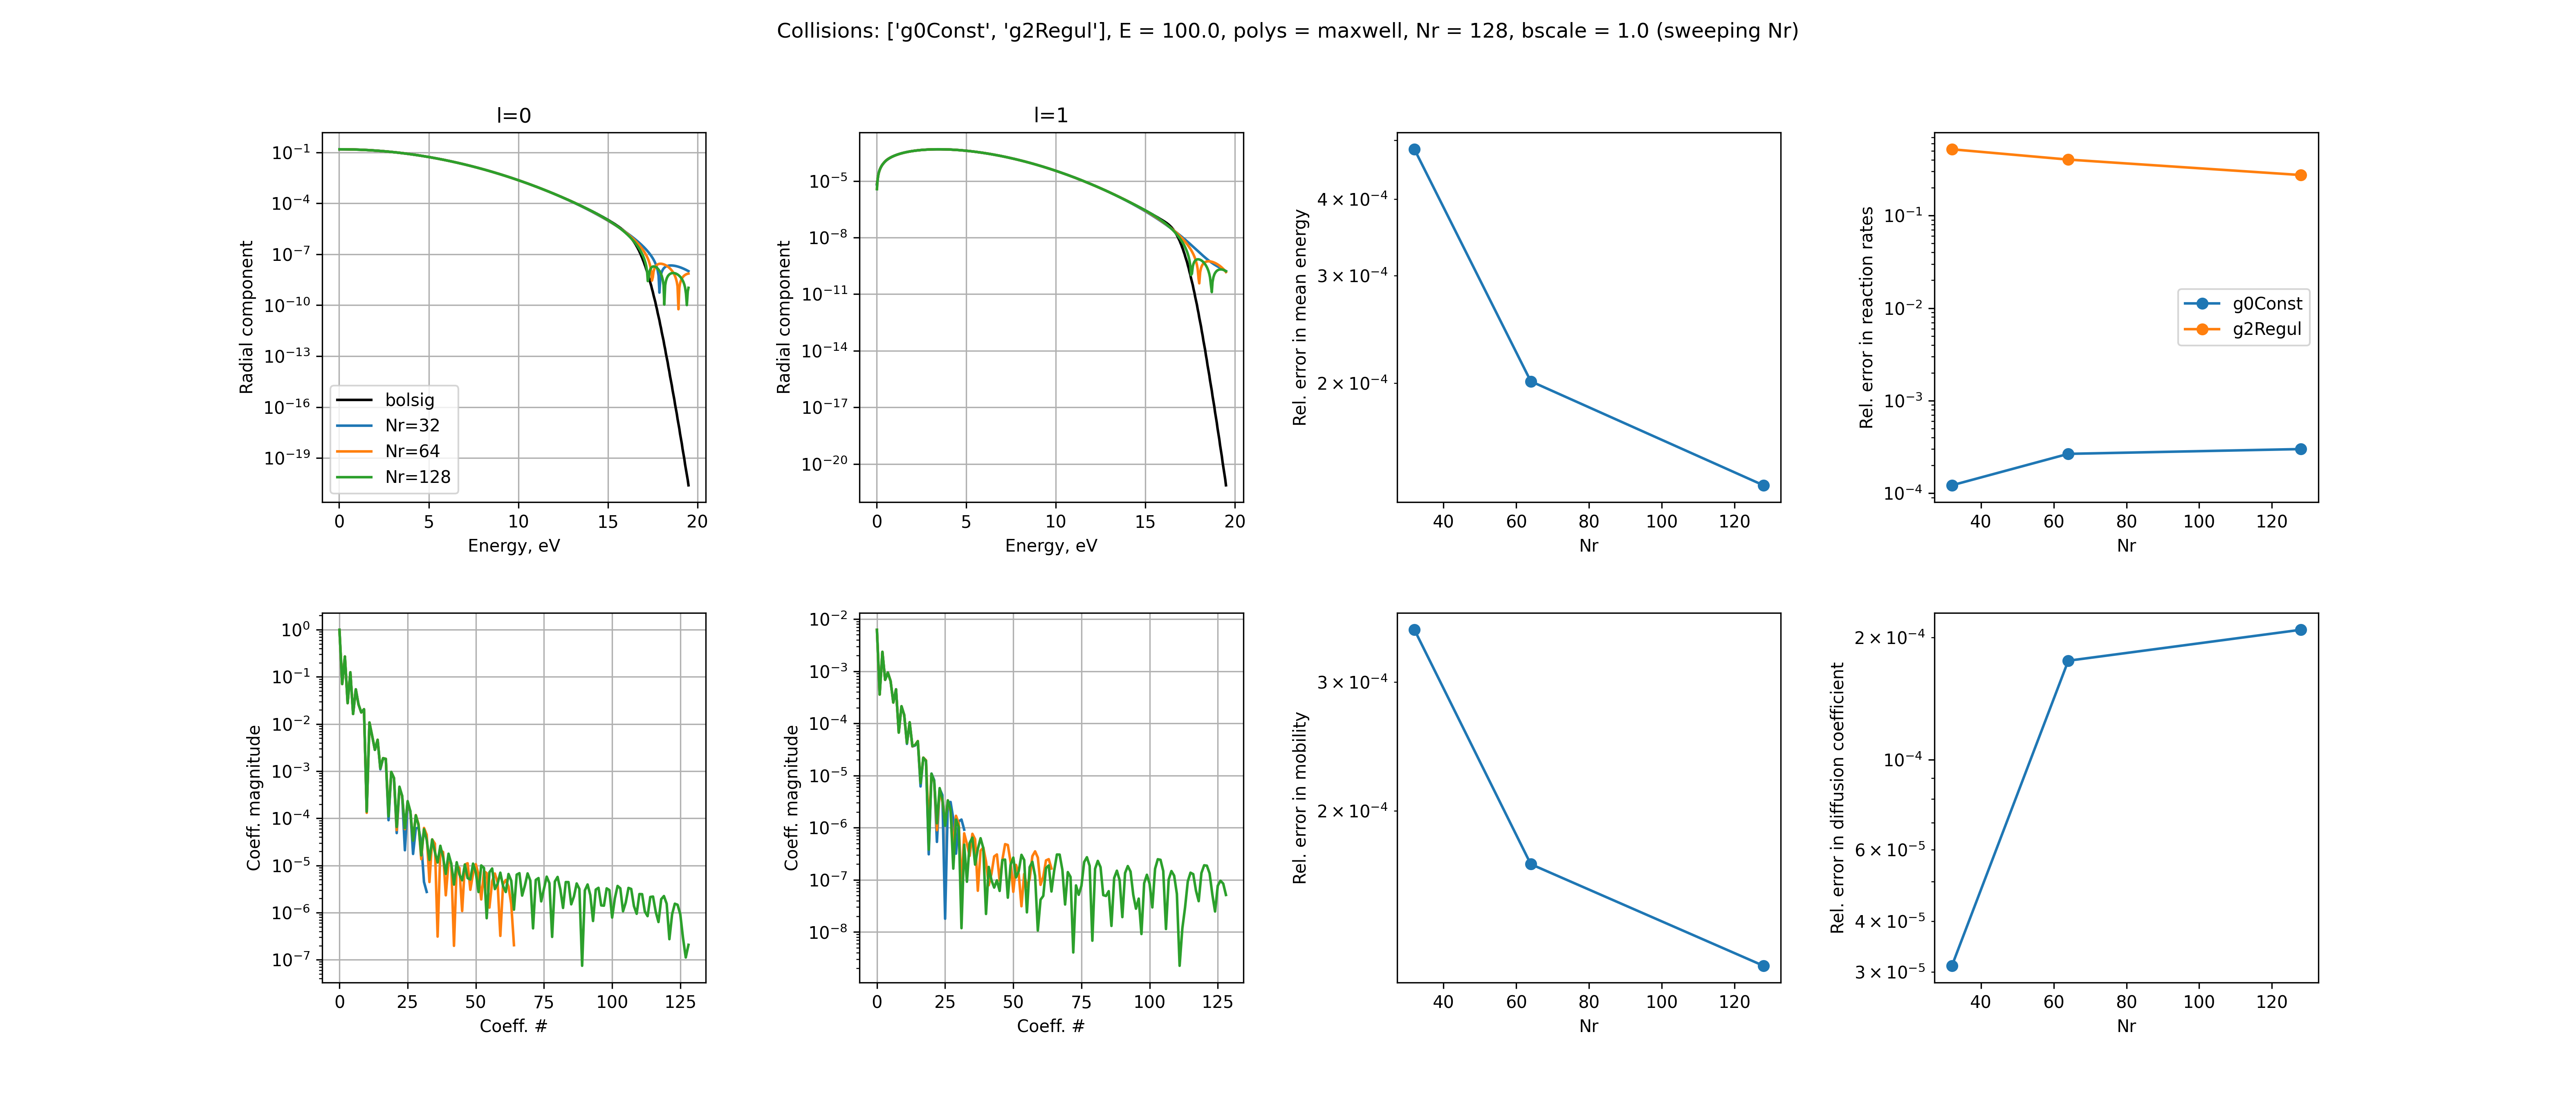 Collisions: ['g0Const', 'g2Regul'], E = 100.0, polys = maxwell, Nr = 128, bscale = 1.0 (sweeping Nr)
l=0
Radial component
10⁻¹
10⁻⁴
10⁻⁷
10⁻¹⁰
10⁻¹³
10⁻¹⁶
10⁻¹⁹
bolsig
Nr=32
Nr=64
Nr=128
0 5 10 15 20
Energy, eV
l=1
Radial component
10⁻⁵
10⁻⁸
10⁻¹¹
10⁻¹⁴
10⁻¹⁷
10⁻²⁰
0 5 10 15 20
Energy, eV
Rel. error in mean energy
4 × 10⁻⁴
3 × 10⁻⁴
2 × 10⁻⁴
40 60 80 100 120
Nr
Rel. error in reaction rates
10⁻¹
10⁻²
10⁻³
10⁻⁴
g0Const
g2Regul
40 60 80 100 120
Nr
Coeff. magnitude
10⁰
10⁻¹
10⁻²
10⁻³
10⁻⁴
10⁻⁵
10⁻⁶
10⁻⁷
0 25 50 75 100 125
Coeff. #
Coeff. magnitude
10⁻²
10⁻³
10⁻⁴
10⁻⁵
10⁻⁶
10⁻⁷
10⁻⁸
0 25 50 75 100 125
Coeff. #
Rel. error in mobility
3 × 10⁻⁴
2 × 10⁻⁴
40 60 80 100 120
Nr
Rel. error in diffusion coefficient
2 × 10⁻⁴
10⁻⁴
6 × 10⁻⁵
4 × 10⁻⁵
3 × 10⁻⁵
40 60 80 100 120
Nr